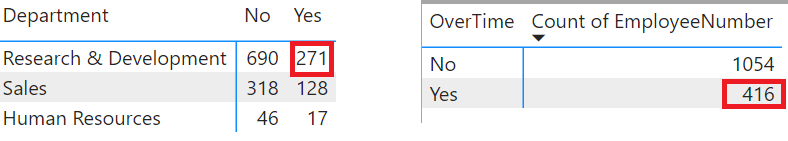 Department No Yes
Research & Development 690 271
Sales 318 128
Human Resources 46 17
OverTime Count of EmployeeNumber
No 1054
Yes 416